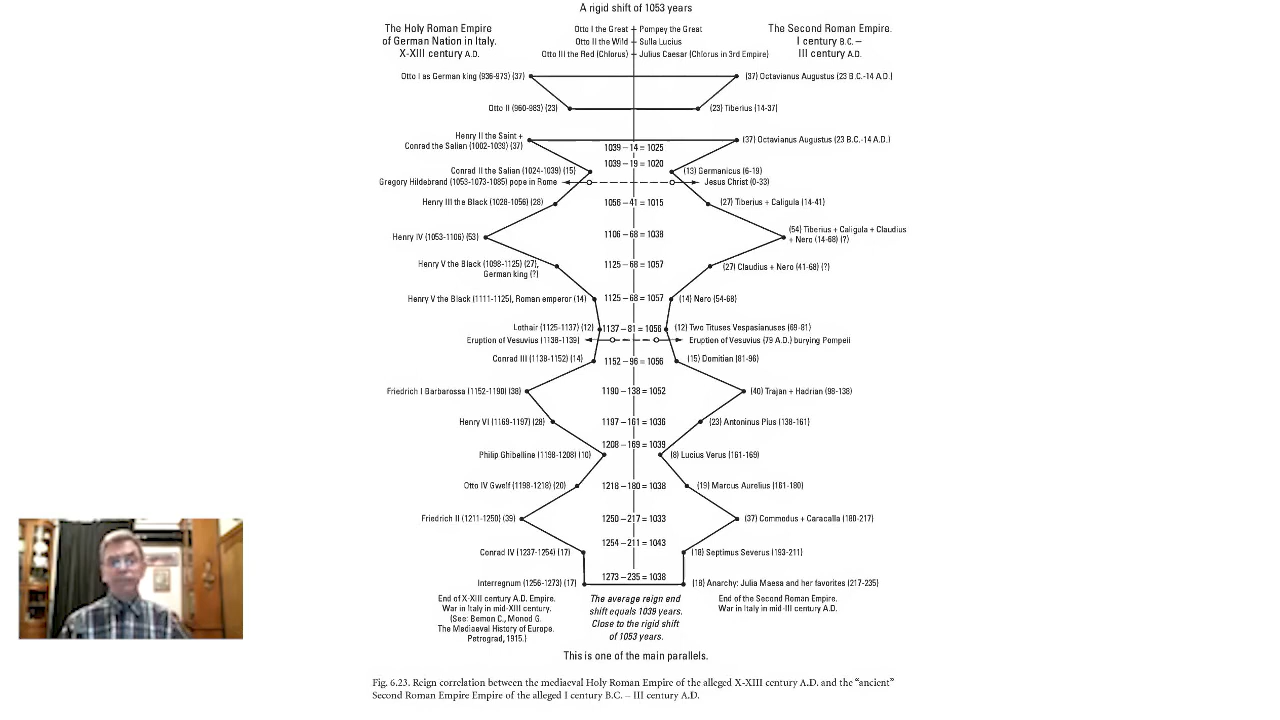 A rigid shift of 1053 years
The Holy Roman Empire
of German Nation in Italy.
X-XIII century A.D.
Otto I the Great
Pompey the Great
Otto II the Wild
Sulla Lucius
Otto III the Red (Chlorus)
Julius Caesar (Chlorus in 3rd Empire)
The Second Roman Empire.
I century B.C. –
III century A.D.
Otto I as German king (936-973) (37)
(37) Octavianus Augustus (23 B.C.-14 A.D.)
Otto II (960-983) (23)
(23) Tiberius (14-37)
Henry II the Saint +
Conrad the Salian (1002-1039) (37)
(37) Octavianus Augustus (23 B.C.-14 A.D.)
1039 – 14 = 1025
1039 – 19 = 1020
Conrad II the Salian (1024-1039) (15)
(13) Germanicus (6-19)
Gregory Hildebrand (1053-1073-1085) pope in Rome
Jesus Christ (0-33)
Henry III the Black (1028-1056) (28)
1056 – 41 = 1015
(27) Tiberius + Caligula (14-41)
Henry IV (1053-1106) (53)
1106 – 68 = 1038
(54) Tiberius + Caligula + Claudius
+ Nero (14-68) (?)
Henry V the Black (1098-1125) (27),
German king (?)
1125 – 68 = 1057
(27) Claudius + Nero (41-68) (?)
Henry V the Black (1111-1125), Roman emperor (14)
1125 – 68 = 1057
(14) Nero (54-68)
Lothair (1125-1137) (12)
1137 – 81 = 1056
(12) Two Tituses Vespasianuses (69-81)
Eruption of Vesuvius (1138-1139)
Eruption of Vesuvius (79 A.D.) burying Pompeii
Conrad III (1138-1152) (14)
1152 – 96 = 1056
(15) Domitian (81-96)
Friedrich I Barbarossa (1152-1190) (38)
1190 – 138 = 1052
(40) Trajan + Hadrian (98-138)
Henry VI (1169-1197) (28)
1197 – 161 = 1036
(23) Antoninus Pius (138-161)
1208 – 169 = 1039
Philip Ghibelline (1198-1208) (10)
(8) Lucius Verus (161-169)
Otto IV Gwelf (1198-1218) (20)
1218 – 180 = 1038
(19) Marcus Aurelius (161-180)
Friedrich II (1211-1250) (39)
1250 – 217 = 1033
(37) Commodus + Caracalla (180-217)
1254 – 211 = 1043
Conrad IV (1237-1254) (17)
(18) Septimus Severus (193-211)
1273 – 235 = 1038
Interregnum (1256-1273) (17)
(18) Anarchy: Julia Maesa and her favorites (217-235)
End of X-XIII century A.D. Empire.
War in Italy in mid-XIII century.
(See: Bemon C., Monod G.
The Mediaeval History of Europe.
Petrograd, 1915.)
The average reign end
shift equals 1039 years.
Close to the rigid shift
of 1053 years.
End of the Second Roman Empire.
War in Italy in mid-III century A.D.
This is one of the main parallels.
Fig. 6.23. Reign correlation between the mediaeval Holy Roman Empire of the alleged X-XIII century A.D. and the “ancient”
Second Roman Empire Empire of the alleged I century B.C. – III century A.D.